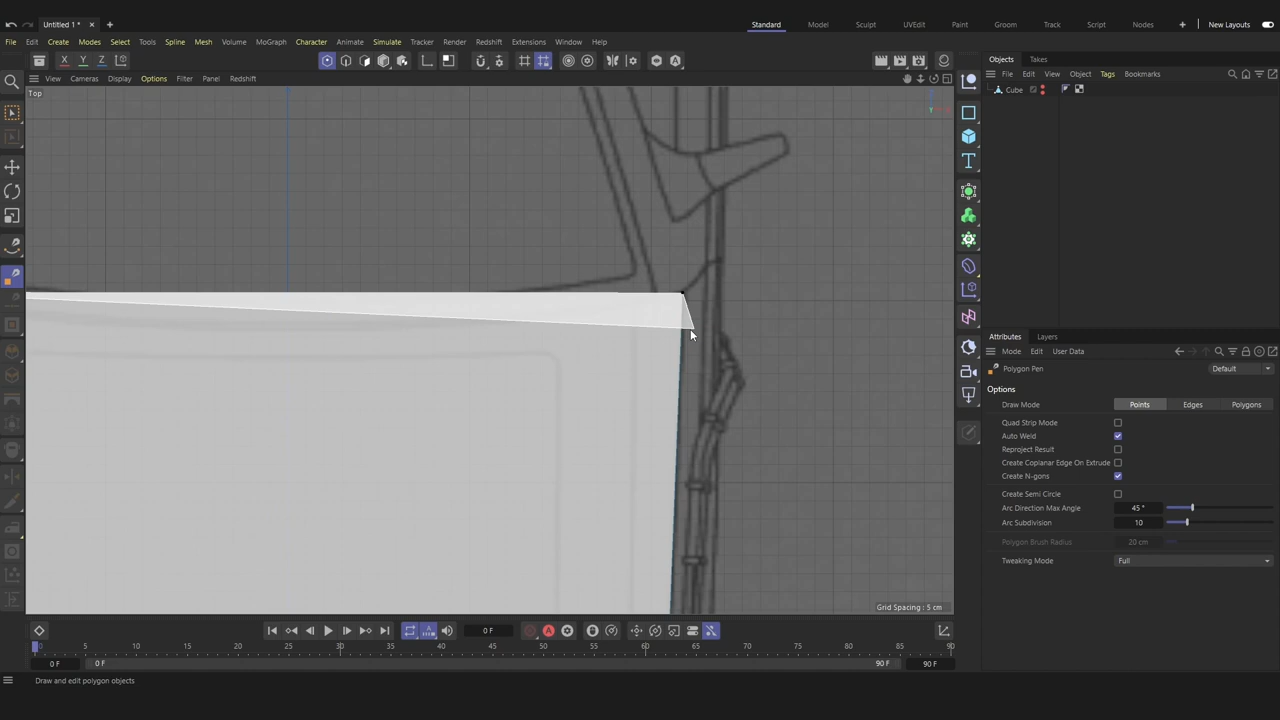 Untitled 1 *
Standard Model Sculpt UVEdit Paint Groom Track Script Nodes New Layouts
File Edit Create Modes Select Tools Spline Mesh Volume MoGraph Character Animate Simulate Tracker Render Redshift Extensions Window Help
X Y Z
View Cameras Display Options Filter Panel Redshift
Top
Y
Grid Spacing : 5 cm
Objects Takes
File Edit View Object Tags Bookmarks
Cube
Attributes Layers
Mode Edit User Data
Polygon Pen Default
Options
Draw Mode Points Edges Polygons
Quad Strip Mode
Auto Weld
Reproject Result
Create Coplanar Edge On Extrude
Create N-gons
Create Semi Circle
Arc Direction Max Angle 45 °
Arc Subdivision 10
Polygon Brush Radius 20 cm
Tweaking Mode Full
0 F
0 5 10 15 20 25 30 35 40 45 50 55 60 65 70 75 80 85 90
0 F 0 F 90 F 90 F
Draw and edit polygon objects